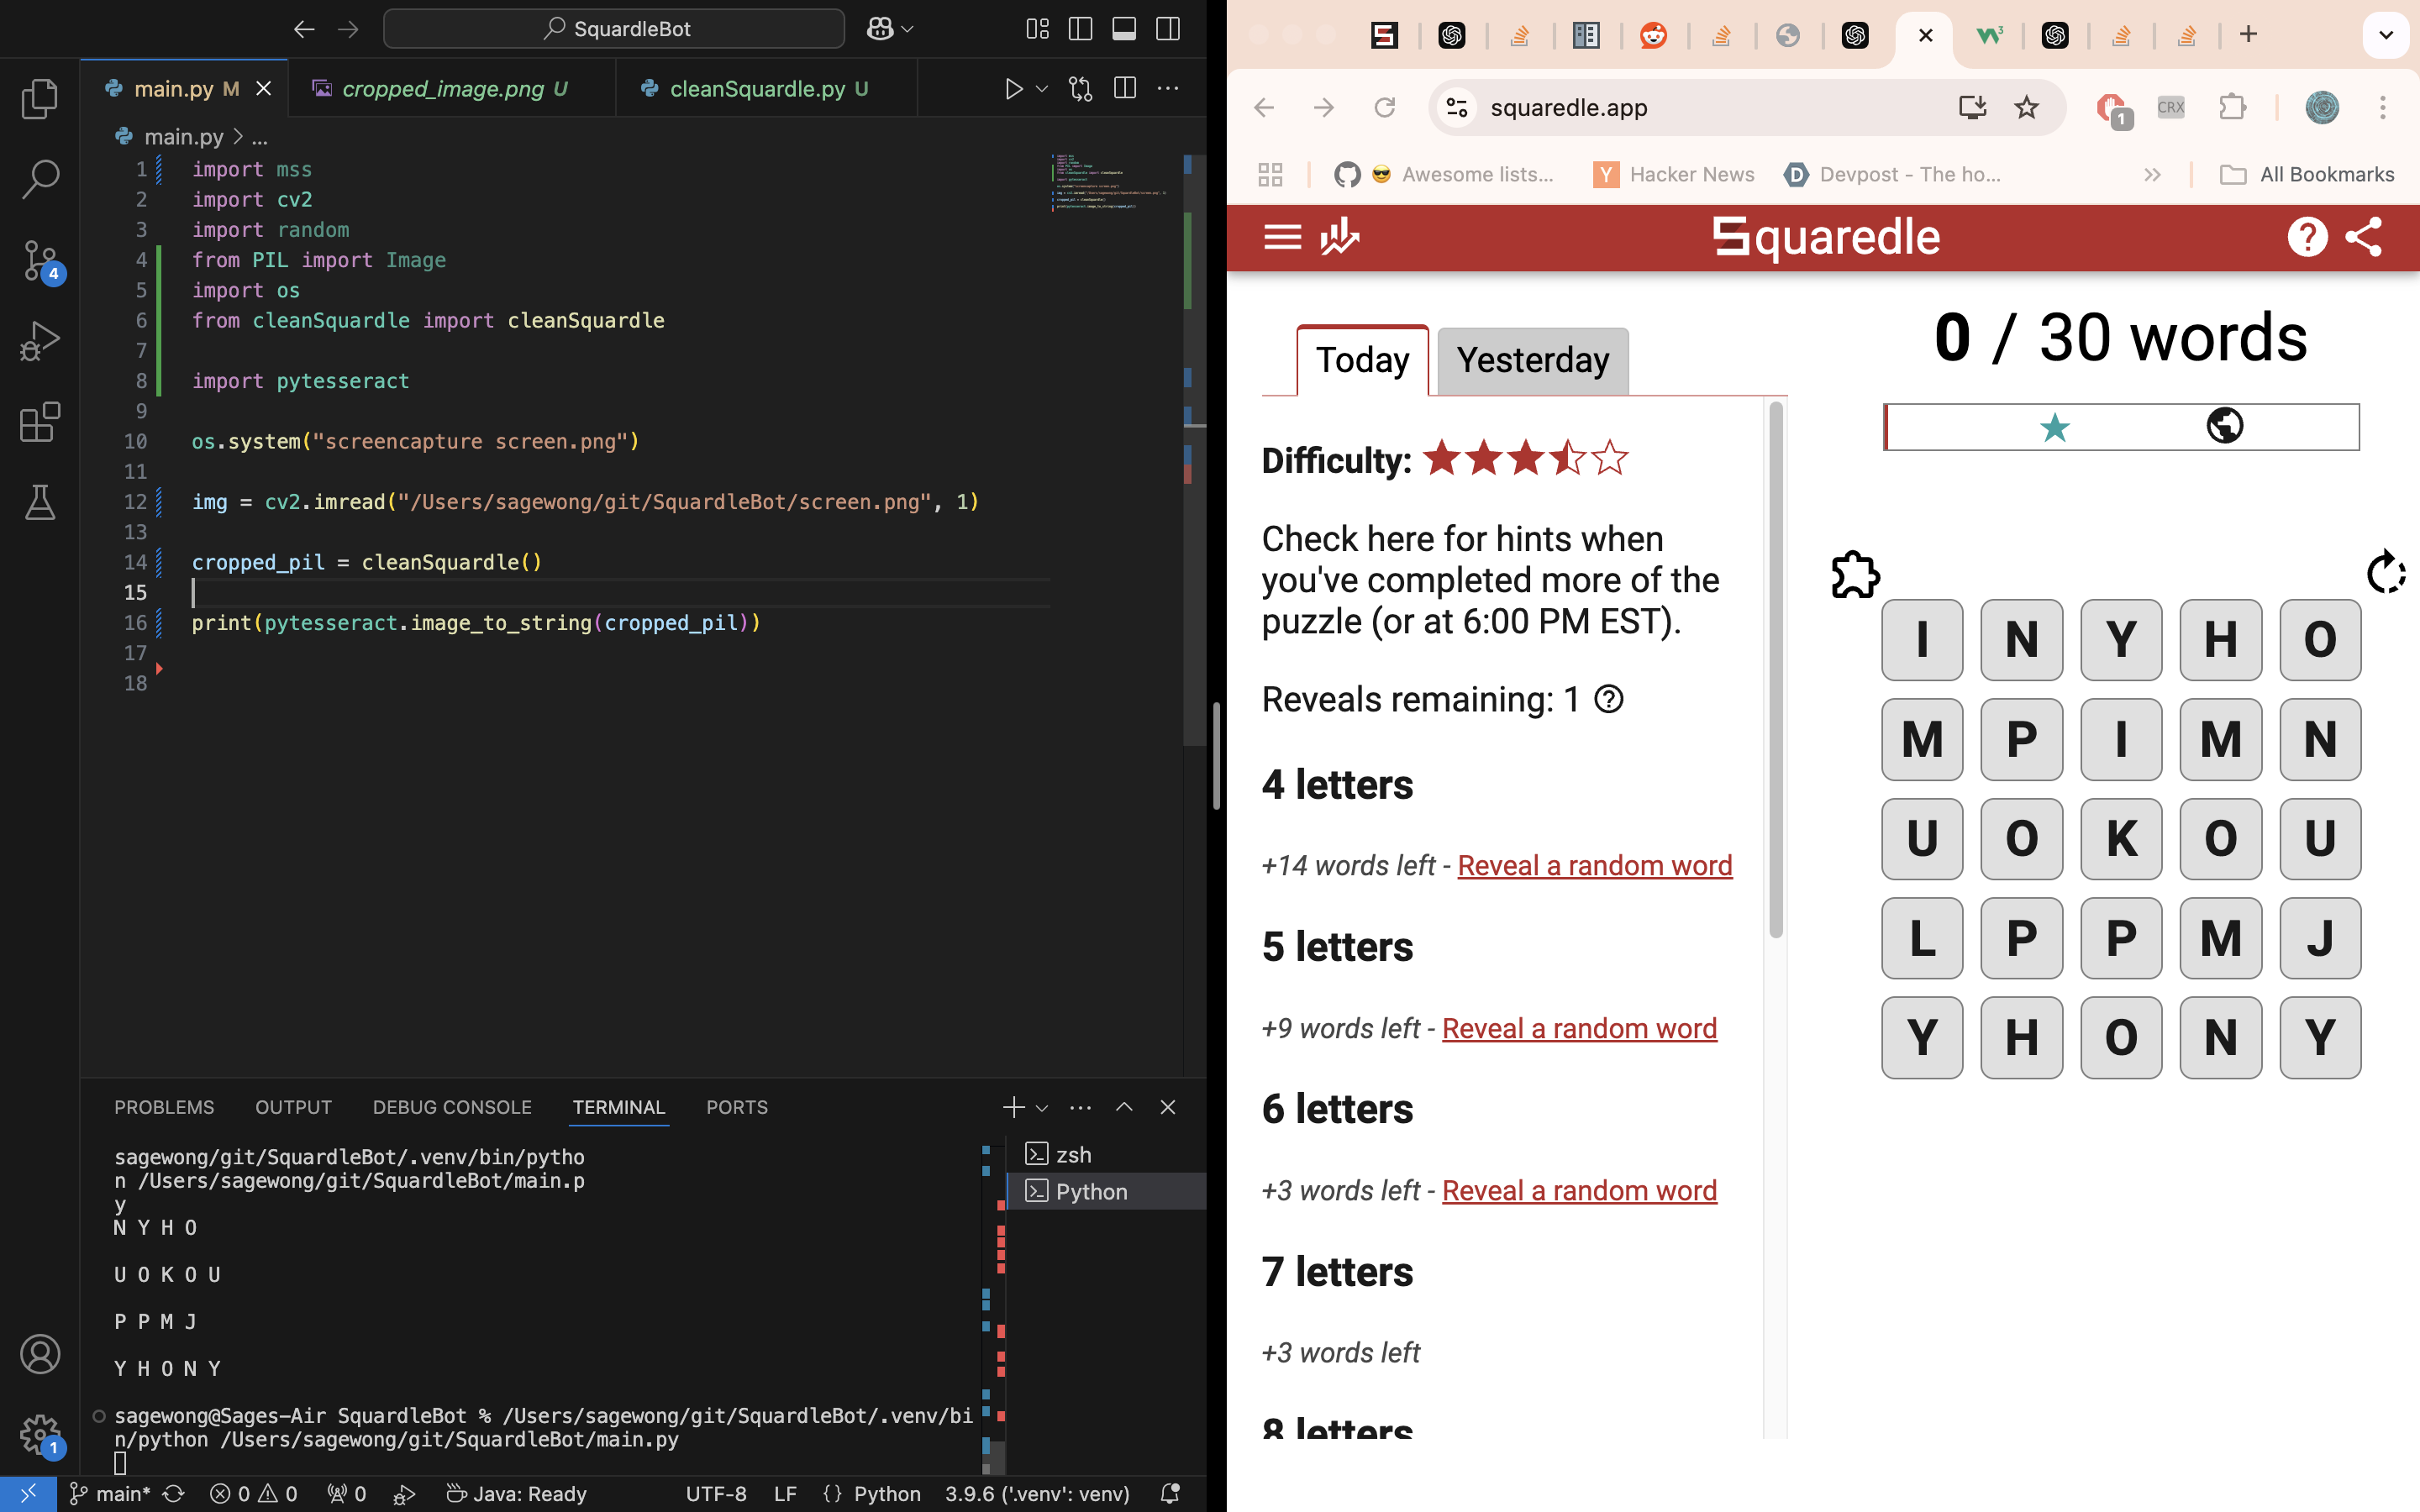 SquardleBot
main.py M
cropped_image.png U
cleanSquardle.py U
main.py > ...
1 import mss
2 import cv2
3 import random
4 from PIL import Image
5 import os
6 from cleanSquardle import cleanSquardle
7
8 import pytesseract
9
10 os.system("screencapture screen.png")
11
12 img = cv2.imread("/Users/sagewong/git/SquardleBot/screen.png", 1)
13
14 cropped_pil = cleanSquardle()
15
16 print(pytesseract.image_to_string(cropped_pil))
17
18
4
1
PROBLEMS OUTPUT DEBUG CONSOLE TERMINAL PORTS
sagewong/git/SquardleBot/.venv/bin/pytho
n /Users/sagewong/git/SquardleBot/main.p
y
N Y H O
U O K O U
P P M J
Y H O N Y
sagewong@Sages-Air SquardleBot % /Users/sagewong/git/SquardleBot/.venv/bi
n/python /Users/sagewong/git/SquardleBot/main.py
zsh
Python
main* 0 0 0 Java: Ready UTF-8 LF {} Python 3.9.6 ('.venv': venv)
squaredle.app
CRX
1
Awesome lists...
Hacker News
Devpost - The ho...
All Bookmarks
Squaredle
Today
Yesterday
Difficulty:
Check here for hints when
you've completed more of the
puzzle (or at 6:00 PM EST).
Reveals remaining: 1
4 letters
+14 words left - Reveal a random word
5 letters
+9 words left - Reveal a random word
6 letters
+3 words left - Reveal a random word
7 letters
+3 words left
8 letters
0 / 30 words
I N Y H O
M P I M N
U O K O U
L P P M J
Y H O N Y